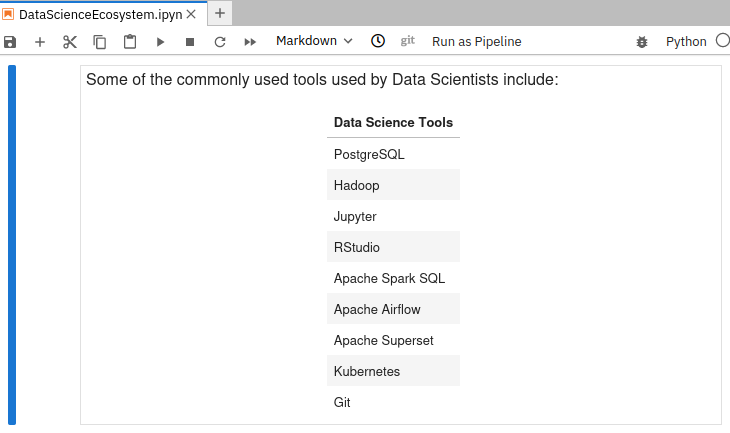 DataScienceEcosystem.ipyn
Markdown git Run as Pipeline Python
Some of the commonly used tools used by Data Scientists include:
Data Science Tools
PostgreSQL
Hadoop
Jupyter
RStudio
Apache Spark SQL
Apache Airflow
Apache Superset
Kubernetes
Git